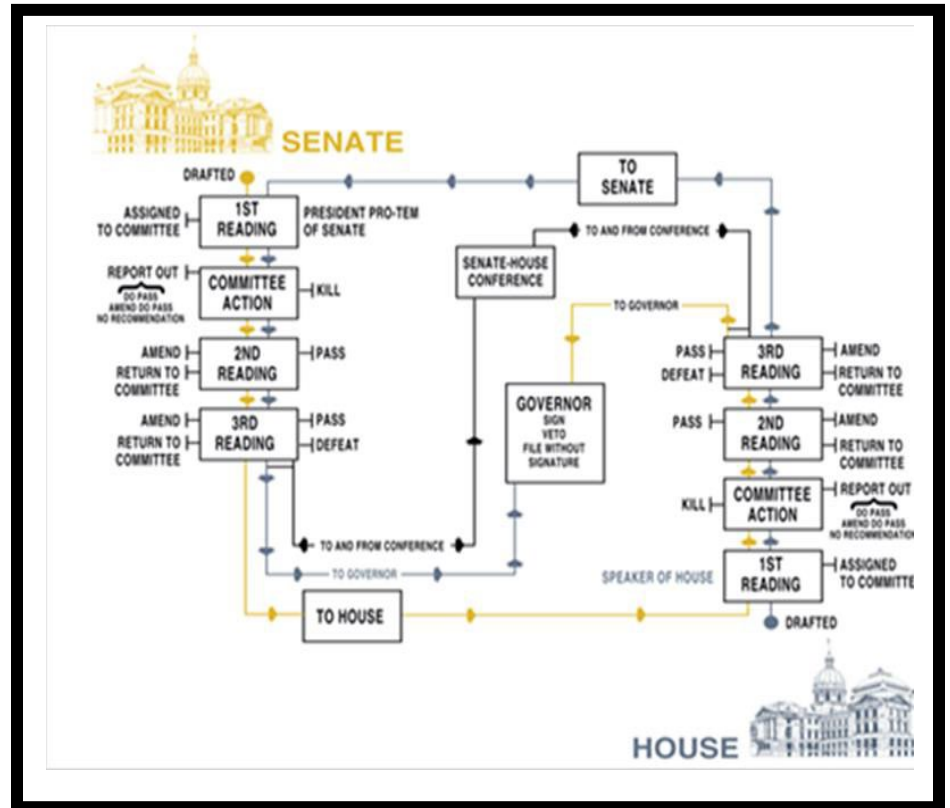 SENATE
DRAFTED
TO
SENATE
ASSIGNED
TO COMMITTEE
1ST
READING
PRESIDENT PRO-TEM
OF SENATE
TO AND FROM CONFERENCE
SENATE-HOUSE
CONFERENCE
REPORT OUT
DO PASS
AMEND DO PASS
NO RECOMMENDATION
COMMITTEE
ACTION
KILL
TO GOVERNOR
AMEND
RETURN TO
COMMITTEE
2ND
READING
PASS
PASS
DEFEAT
3RD
READING
AMEND
RETURN TO
COMMITTEE
AMEND
RETURN TO
COMMITTEE
3RD
READING
PASS
DEFEAT
GOVERNOR
SIGN
VETO
FILE WITHOUT
SIGNATURE
PASS
2ND
READING
AMEND
RETURN TO
COMMITTEE
KILL
COMMITTEE
ACTION
REPORT OUT
DO PASS
AMEND DO PASS
NO RECOMMENDATIO
TO AND FROM CONFERENCE
TO GOVERNOR
SPEAKER OF HOUSE
1ST
READING
ASSIGNED
TO COMMITTE
TO HOUSE
DRAFTED
HOUSE